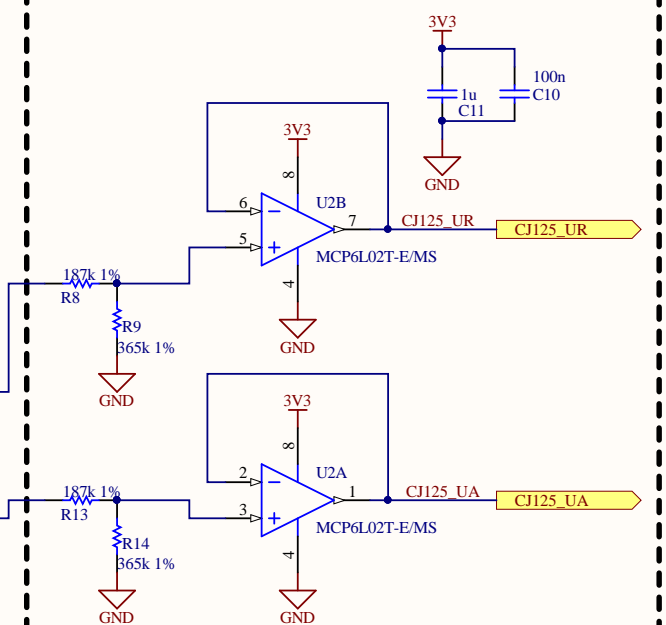 3V3
100n
C10
1u
C11
GND
3V3
8
U2B
6
7
CJ125_UR
CJ125_UR
5
MCP6L02T-E/MS
4
187k 1%
R8
R9
365k 1%
GND
GND
3V3
8
U2A
2
1
CJ125_UA
CJ125_UA
3
MCP6L02T-E/MS
4
187k 1%
R13
R14
365k 1%
GND
GND